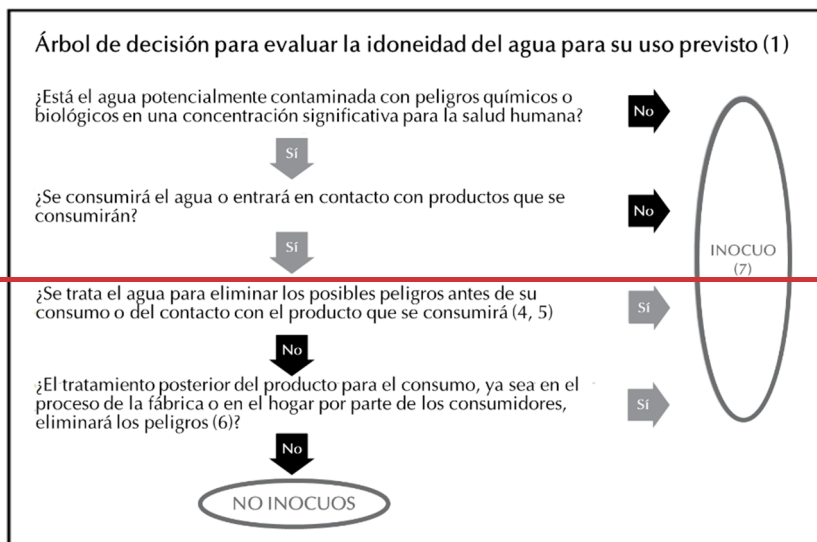 Árbol de decisión para evaluar la idoneidad del agua para su uso previsto (1)
¿Está el agua potencialmente contaminada con peligros químicos o
biológicos en una concentración significativa para la salud humana?
No
Sí
¿Se consumirá el agua o entrará en contacto con productos que se
consumirán?
No
Sí
INOCUO
(7)
¿Se trata el agua para eliminar los posibles peligros antes de su
consumo o del contacto con el producto que se consumirá (4, 5)
Sí
No
¿El tratamiento posterior del producto para el consumo, ya sea en el
proceso de la fábrica o en el hogar por parte de los consumidores,
eliminará los peligros (6)?
Sí
No
NO INOCUOS